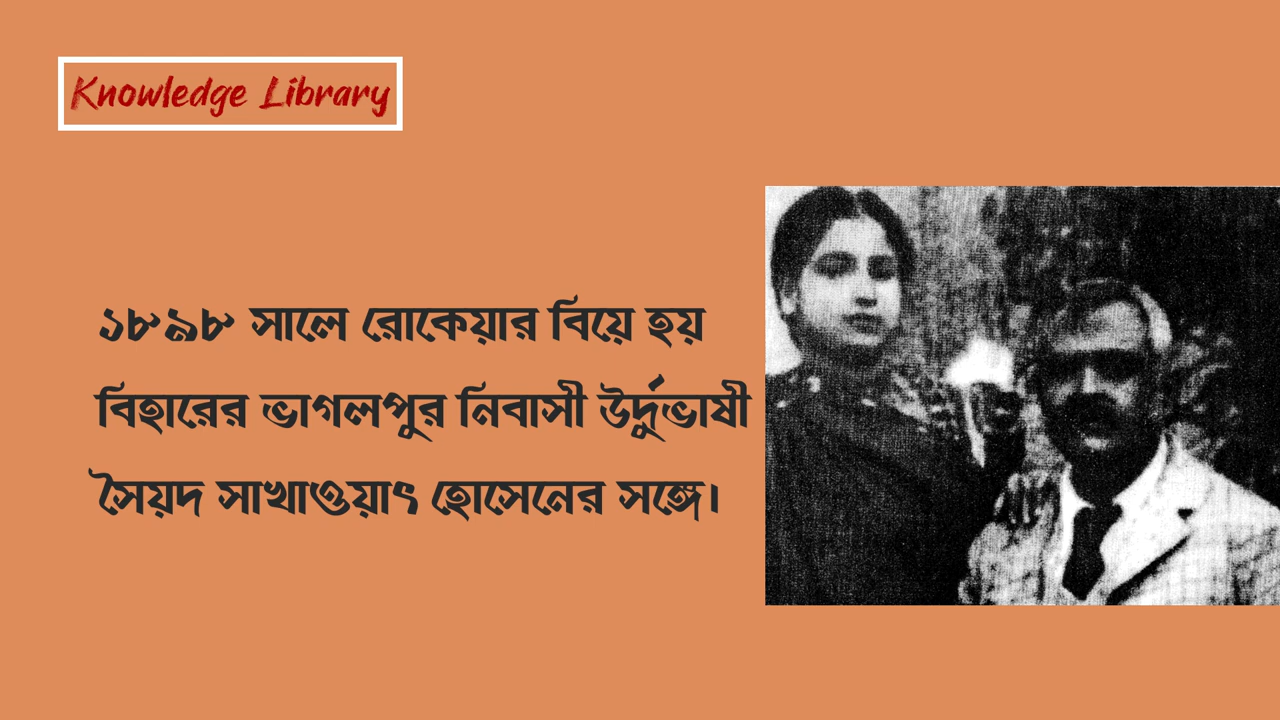 Knowledge Library
১৮৯৮ সালে রোকেয়ার বিয়ে হয়
বিহারের ভাগলপুর নিবাসী উর্দুভাষী
সৈয়দ সাখাওয়াৎ হোসেনের সঙ্গে।